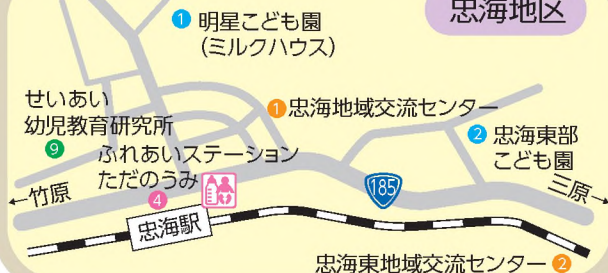 忠海地区
1 明星こども園
(ミルクハウス)
せいあい
幼児教育研究所
9
1 忠海地域交流センター
2 忠海東部
こども園
ふれあいステーション
ただのうみ
4
185
←竹原
三原→
忠海駅
忠海東地域交流センター 2